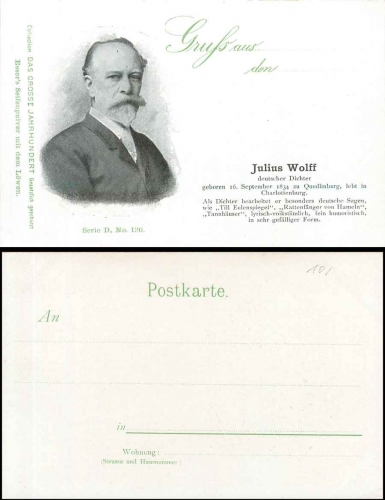 Gruß aus
den
Collection DAS GROSSE JAHRHUNDERT Gesetzlich geschützt
Esser's Seifenpulver mit dem Löwen.
Julius Wolff
deutscher Dichter
geboren 16. September 1834 zu Quedlinburg, lebt in
Charlottenburg.
Als Dichter bearbeitet er besonders deutsche Sagen,
wie „Till Eulenspiegel", „Rattenfänger von Hameln",
„Tannhäuser", lyrisch-volkstümlich, fein humoristisch,
in sehr gefälliger Form.
Serie D, No. 126.
10/
Postkarte.
An
in
Wohnung:
(Strasse und Hausnummer)